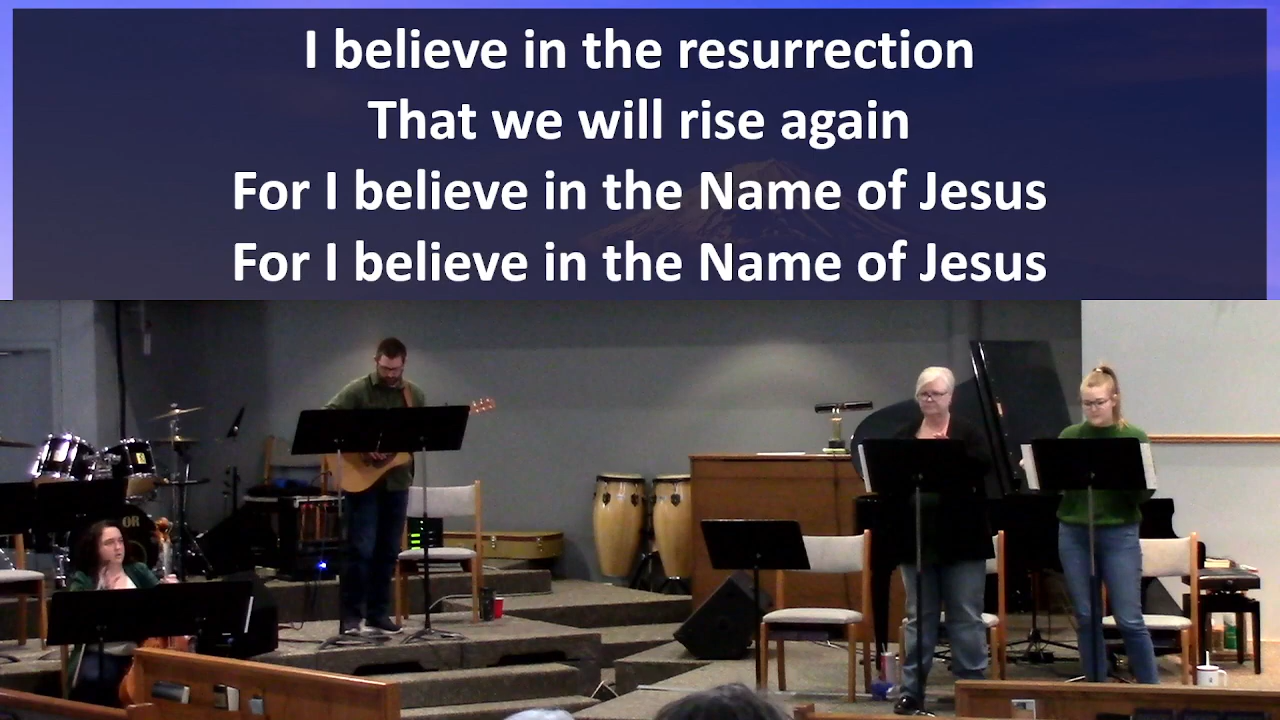 I believe in the resurrection
That we will rise again
For I believe in the Name of Jesus
For I believe in the Name of Jesus
OR